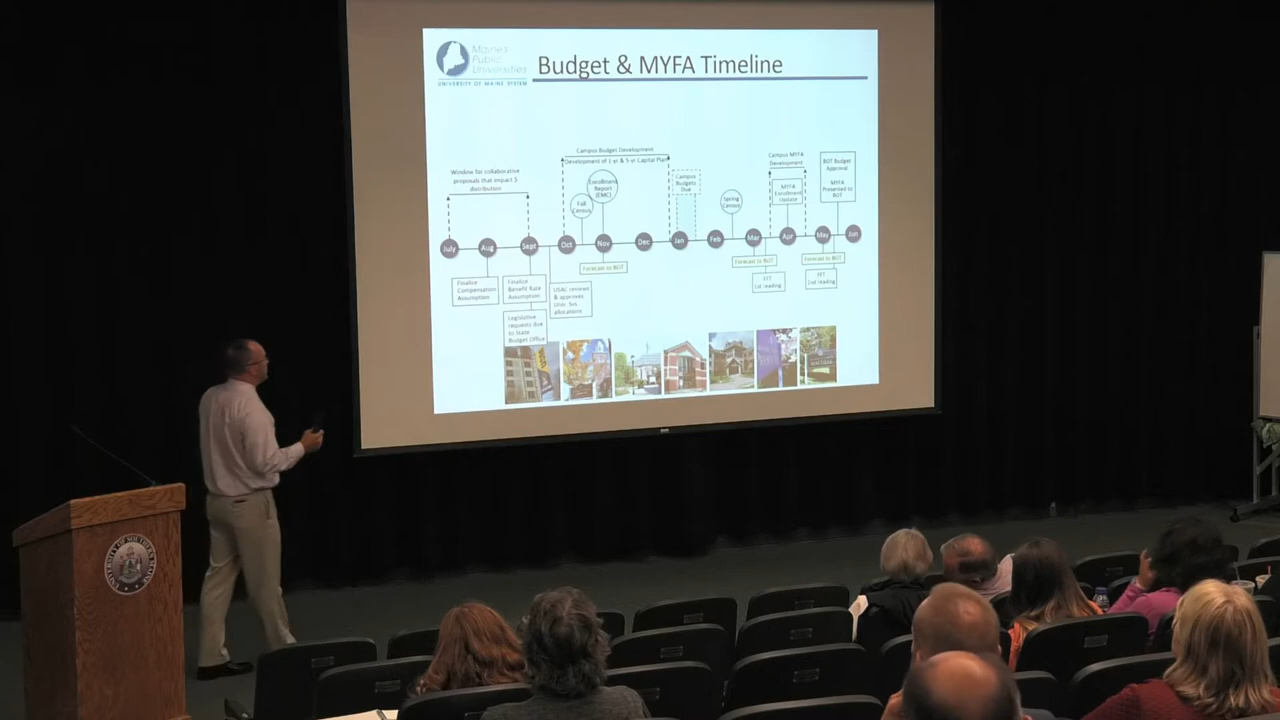 Maine's
Public
Universities
UNIVERSITY OF MAINE SYSTEM
Budget & MYFA Timeline
Window for collaborative
proposals that impact $
distribution
Campus Budget Development
Development of 1-yr & 5-yr Capital Plan
Enrollment
Report
(EMC)
Fall
Census
Campus
Budgets
Due
Spring
Census
Campus MYFA
Development
MYFA
Enrollment
Update
BOT Budget
Approval
MYFA
Presented to
BOT
July
Aug
Sept
Oct
Nov
Dec
Jan
Feb
Mar
Apr
May
Jun
Finalize
Compensation
Assumption
Finalize
Benefit Rate
Assumption
Legislative
requests due
to State
Budget Office
USAC reviews
& approves
Univ. Svs
allocations
Forecast to BOT
Forecast to BOT
FFT
1st reading
Forecast to BOT
FFT
2nd reading
UNIVERSITY OF SOUTHERN MAINE